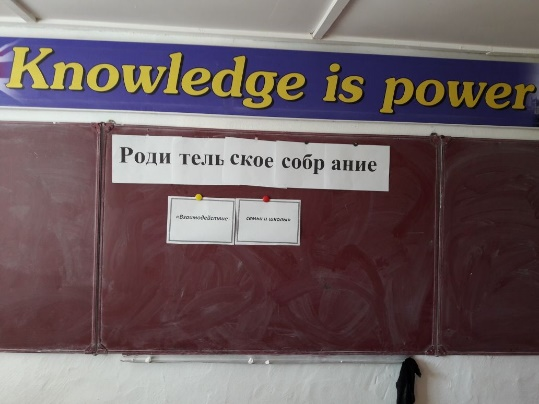 Knowledge is power
Роди тель ское собр ание
«Взаимодействие семьи и школы»